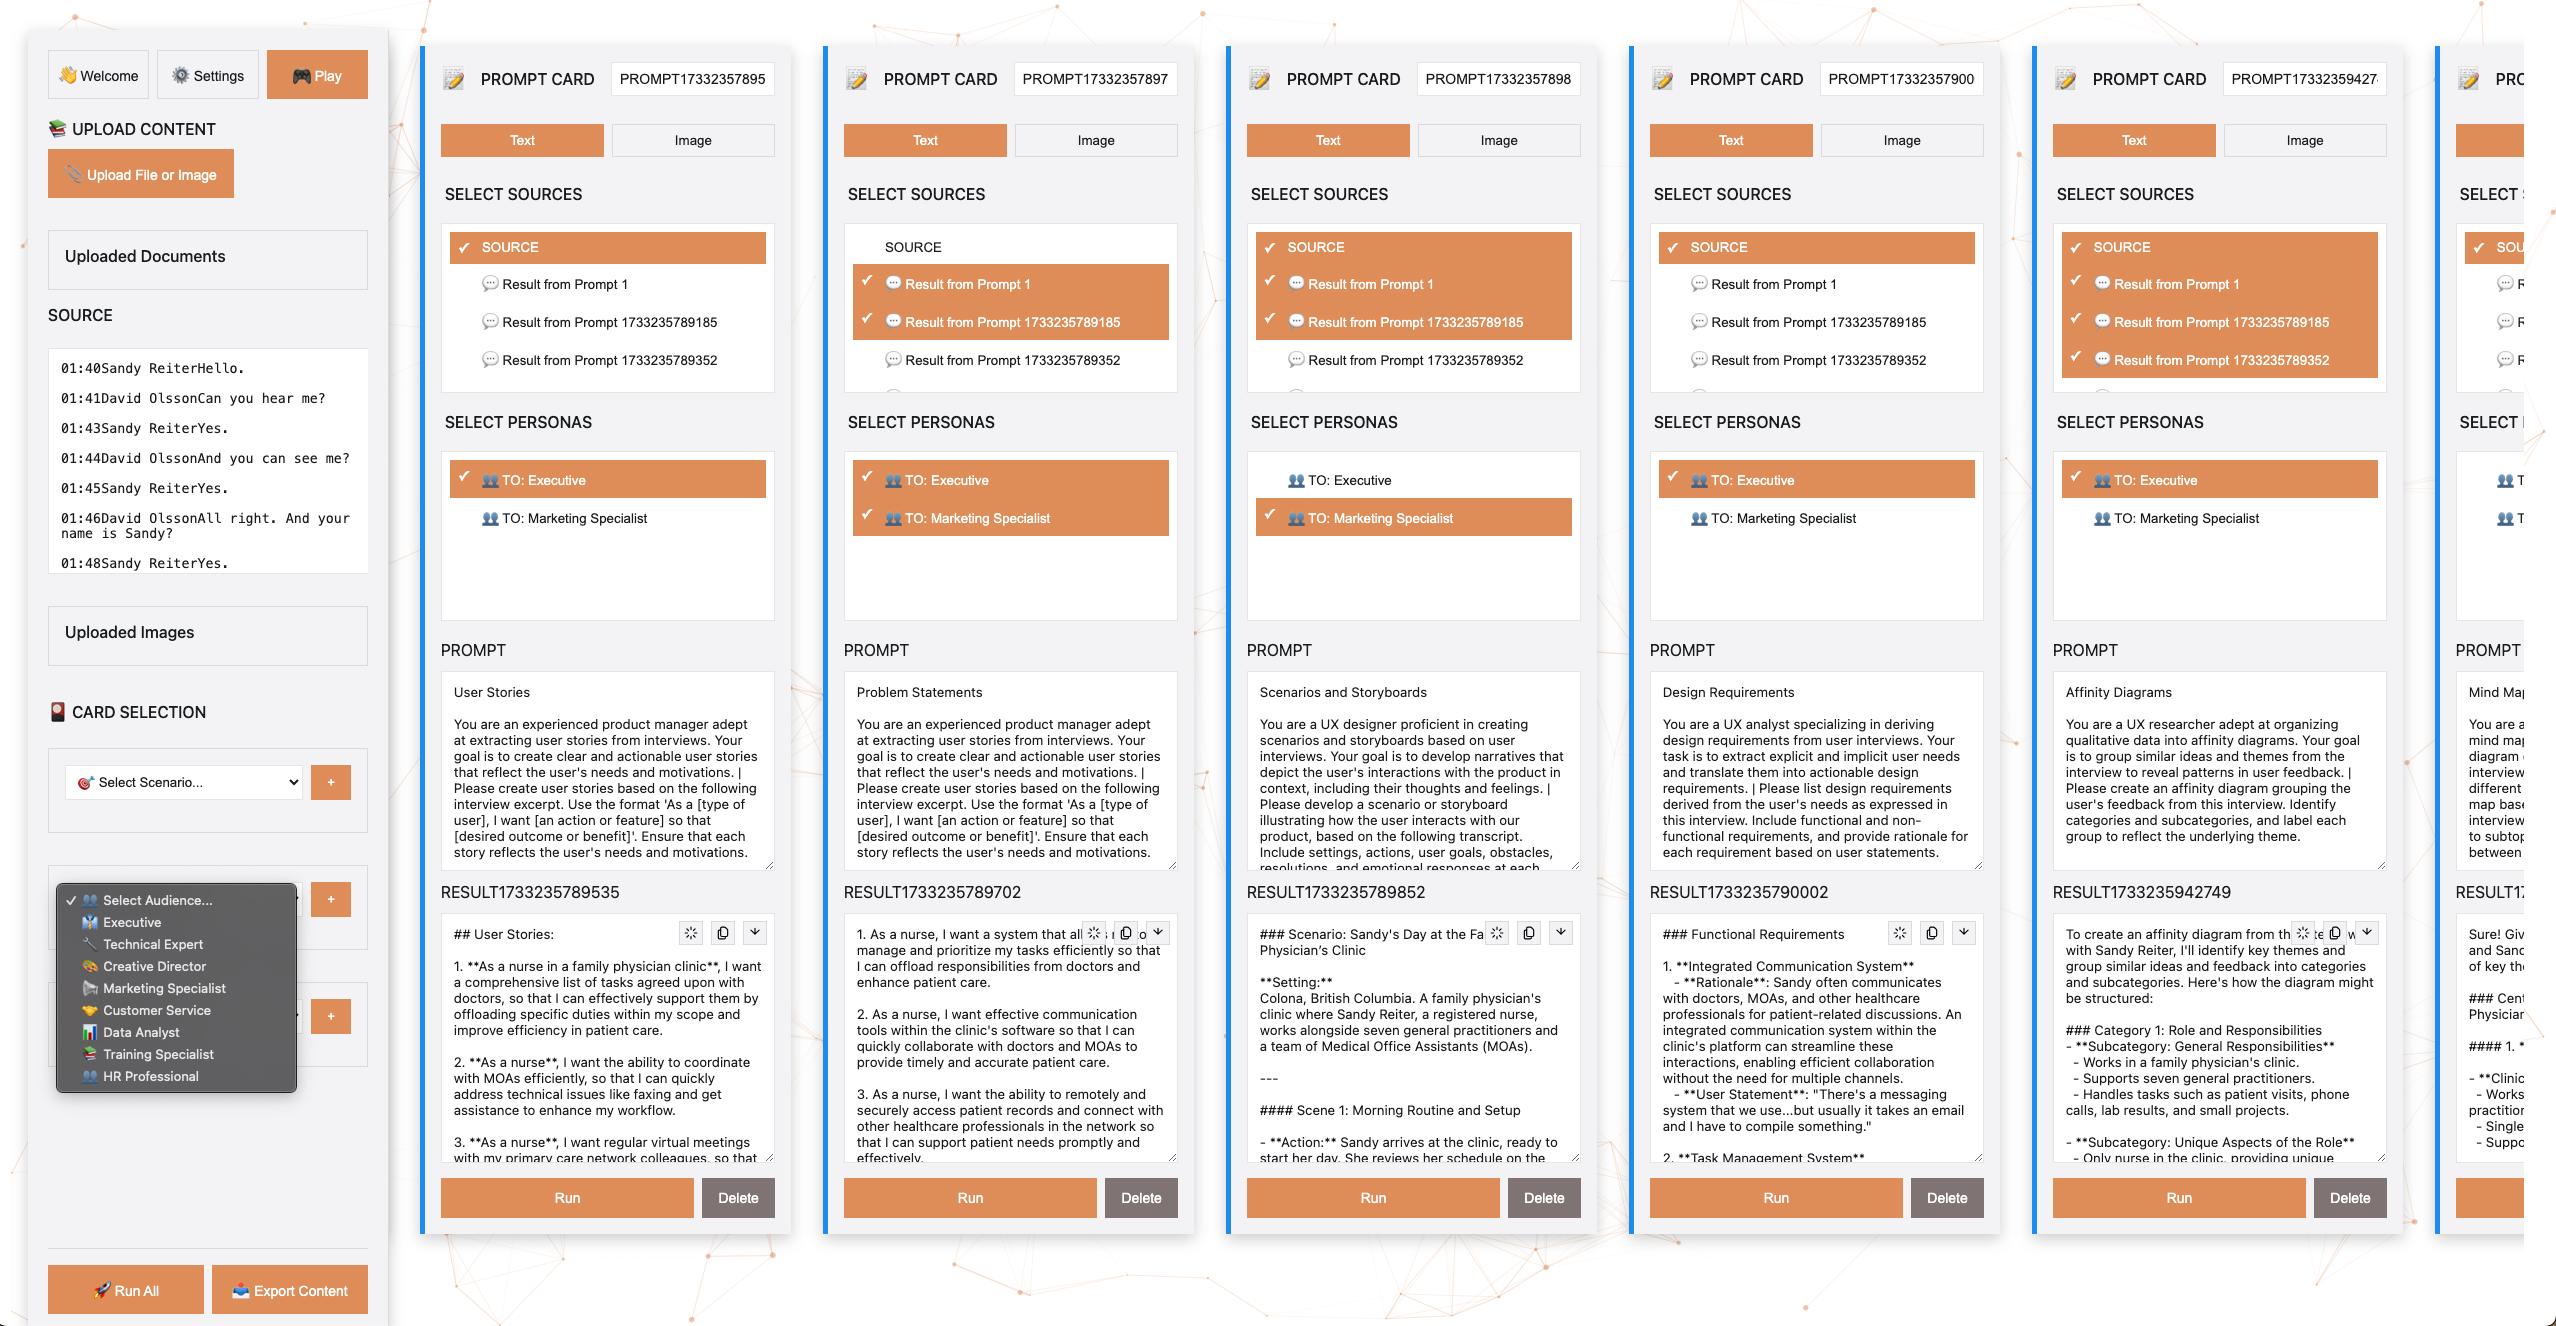 👋 Welcome
⚙️ Settings
🎮 Play
📚 UPLOAD CONTENT
📎 Upload File or Image
Uploaded Documents
SOURCE
01:40Sandy ReiterHello.
01:41David OlssonCan you hear me?
01:43Sandy ReiterYes.
01:44David OlssonAnd you can see me?
01:45Sandy ReiterYes.
01:46David OlssonAll right. And your
name is Sandy?
01:48Sandy ReiterYes.
Uploaded Images
🎴 CARD SELECTION
🎯 Select Scenario...
+
✓ 👥 Select Audience...
👔 Executive
🔧 Technical Expert
🎨 Creative Director
📢 Marketing Specialist
🤝 Customer Service
📊 Data Analyst
📚 Training Specialist
👥 HR Professional
+
+
🚀 Run All
📤 Export Content
📝 PROMPT CARD
PROMPT17332357895
Text
Image
SELECT SOURCES
✓ SOURCE
💬 Result from Prompt 1
💬 Result from Prompt 1733235789185
💬 Result from Prompt 1733235789352
SELECT PERSONAS
✓ 👥 TO: Executive
👥 TO: Marketing Specialist
PROMPT
User Stories
You are an experienced product manager adept
at extracting user stories from interviews. Your
goal is to create clear and actionable user stories
that reflect the user's needs and motivations. |
Please create user stories based on the following
interview excerpt. Use the format 'As a [type of
user], I want [an action or feature] so that
[desired outcome or benefit]'. Ensure that each
story reflects the user's needs and motivations.
RESULT1733235789535
## User Stories:
1. **As a nurse in a family physician clinic**, I want
a comprehensive list of tasks agreed upon with
doctors, so that I can effectively support them by
offloading specific duties within my scope and
improve efficiency in patient care.
2. **As a nurse**, I want the ability to coordinate
with MOAs efficiently, so that I can quickly
address technical issues like faxing and get
assistance to enhance my workflow.
3. **As a nurse**, I want regular virtual meetings
with my primary care network colleagues, so that
Run
Delete
📝 PROMPT CARD
PROMPT17332357897
Text
Image
SELECT SOURCES
SOURCE
✓ 💬 Result from Prompt 1
✓ 💬 Result from Prompt 1733235789185
💬 Result from Prompt 1733235789352
SELECT PERSONAS
✓ 👥 TO: Executive
✓ 👥 TO: Marketing Specialist
PROMPT
Problem Statements
You are an experienced product manager adept
at extracting user stories from interviews. Your
goal is to create clear and actionable user stories
that reflect the user's needs and motivations. |
Please create user stories based on the following
interview excerpt. Use the format 'As a [type of
user], I want [an action or feature] so that
[desired outcome or benefit]'. Ensure that each
story reflects the user's needs and motivations.
RESULT1733235789702
1. As a nurse, I want a system that
manage and prioritize my tasks efficiently so that
I can offload responsibilities from doctors and
enhance patient care.
2. As a nurse, I want effective communication
tools within the clinic's software so that I can
quickly collaborate with doctors and MOAs to
provide timely and accurate patient care.
3. As a nurse, I want the ability to remotely and
securely access patient records and connect with
other healthcare professionals in the network so
that I can support patient needs promptly and
effectively.
Run
Delete
📝 PROMPT CARD
PROMPT17332357898
Text
Image
SELECT SOURCES
✓ SOURCE
✓ 💬 Result from Prompt 1
✓ 💬 Result from Prompt 1733235789185
💬 Result from Prompt 1733235789352
SELECT PERSONAS
👥 TO: Executive
✓ 👥 TO: Marketing Specialist
PROMPT
Scenarios and Storyboards
You are a UX designer proficient in creating
scenarios and storyboards based on user
interviews. Your goal is to develop narratives that
depict the user's interactions with the product in
context, including their thoughts and feelings. |
Please develop a scenario or storyboard
illustrating how the user interacts with our
product, based on the following transcript.
Include settings, actions, user goals, obstacles,
resolutions, and emotional responses at each
RESULT1733235789852
### Scenario: Sandy's Day at the Fa
Physician's Clinic
**Setting:**
Colona, British Columbia. A family physician's
clinic where Sandy Reiter, a registered nurse,
works alongside seven general practitioners and
a team of Medical Office Assistants (MOAs).
---
#### Scene 1: Morning Routine and Setup
- **Action:** Sandy arrives at the clinic, ready to
start her day. She reviews her schedule on the
Run
Delete
📝 PROMPT CARD
PROMPT17332357900
Text
Image
SELECT SOURCES
✓ SOURCE
💬 Result from Prompt 1
💬 Result from Prompt 1733235789185
💬 Result from Prompt 1733235789352
SELECT PERSONAS
✓ 👥 TO: Executive
👥 TO: Marketing Specialist
PROMPT
Design Requirements
You are a UX analyst specializing in deriving
design requirements from user interviews. Your
task is to extract explicit and implicit user needs
and translate them into actionable design
requirements. | Please list design requirements
derived from the user's needs as expressed in
this interview. Include functional and non-
functional requirements, and provide rationale for
each requirement based on user statements.
RESULT1733235790002
### Functional Requirements
1. **Integrated Communication System**
- **Rationale**: Sandy often communicates
with doctors, MOAs, and other healthcare
professionals for patient-related discussions. An
integrated communication system within the
clinic's platform can streamline these
interactions, enabling efficient collaboration
without the need for multiple channels.
- **User Statement**: "There's a messaging
system that we use...but usually it takes an email
and I have to compile something."
2. **Task Management System**
Run
Delete
📝 PROMPT CARD
PROMPT173323594274
Text
Image
SELECT SOURCES
✓ SOURCE
✓ 💬 Result from Prompt 1
✓ 💬 Result from Prompt 1733235789185
✓ 💬 Result from Prompt 1733235789352
SELECT PERSONAS
✓ 👥 TO: Executive
👥 TO: Marketing Specialist
PROMPT
Affinity Diagrams
You are a UX researcher adept at organizing
qualitative data into affinity diagrams. Your goal
is to group similar ideas and themes from the
interview to reveal patterns in user feedback. |
Please create an affinity diagram grouping the
user's feedback from this interview. Identify
categories and subcategories, and label each
group to reflect the underlying theme.
RESULT1733235942749
To create an affinity diagram from
with Sandy Reiter, I'll identify key themes and
group similar ideas and feedback into categories
and subcategories. Here's how the diagram might
be structured:
### Category 1: Role and Responsibilities
- **Subcategory: General Responsibilities**
- Works in a family physician's clinic.
- Supports seven general practitioners.
- Handles tasks such as patient visits, phone
calls, lab results, and small projects.
- **Subcategory: Unique Aspects of the Role**
- Only nurse in the clinic, providing unique
Run
Delete
📝 PRO
SELECT
✓ SOU
SELECT
PROMPT
Mind Map
You are a
mind map
diagram
interview
different
map base
interview
to subtop
between
RESULT17
Sure! Giv
and Sand
of key the
### Cent
Physician
#### 1. *
- **Clinic
- Works
practition
- Single
- Suppo